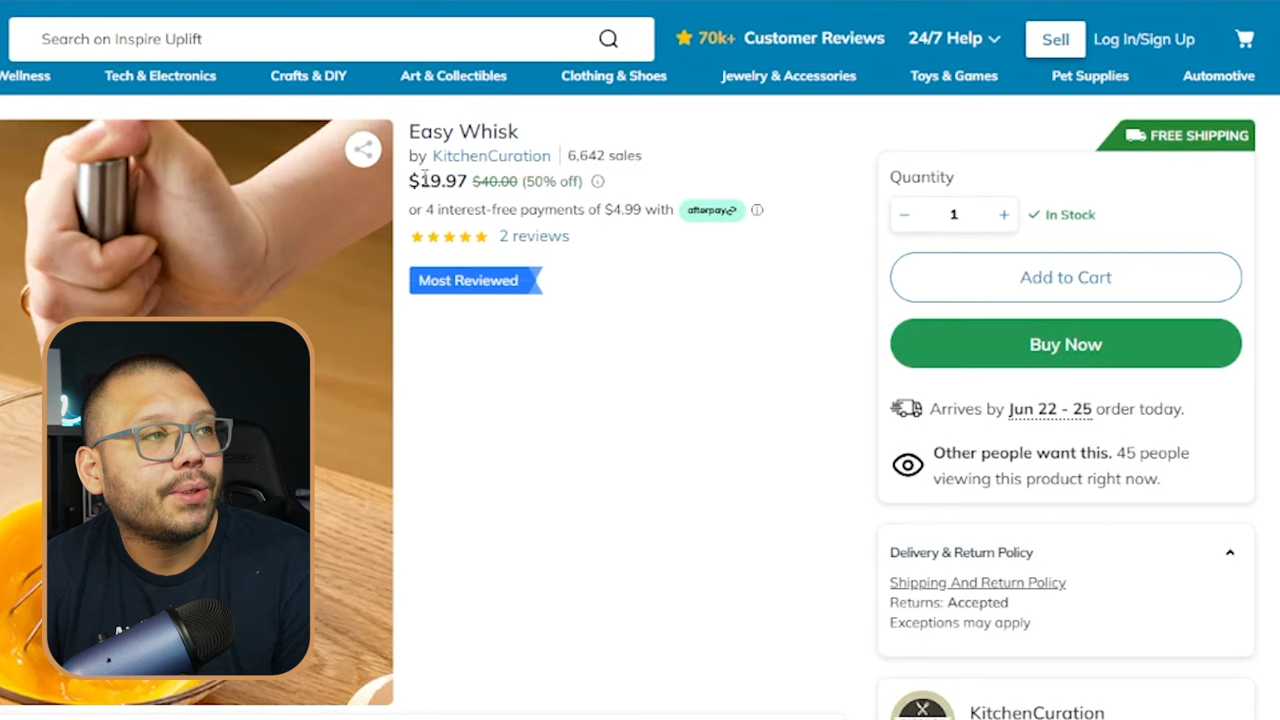 Search on Inspire Uplift
70k+ Customer Reviews
24/7 Help
Sell
Log In/Sign Up
Wellness
Tech & Electronics
Crafts & DIY
Art & Collectibles
Clothing & Shoes
Jewelry & Accessories
Toys & Games
Pet Supplies
Automotive
Easy Whisk
by KitchenCuration
6,642 sales
$19.97 $40.00 (50% off)
or 4 interest-free payments of $4.99 with afterpay
2 reviews
Most Reviewed
FREE SHIPPING
Quantity
− 1 +
In Stock
Add to Cart
Buy Now
Arrives by Jun 22 - 25 order today.
Other people want this. 45 people
viewing this product right now.
Delivery & Return Policy
Shipping And Return Policy
Returns: Accepted
Exceptions may apply
KitchenCuration